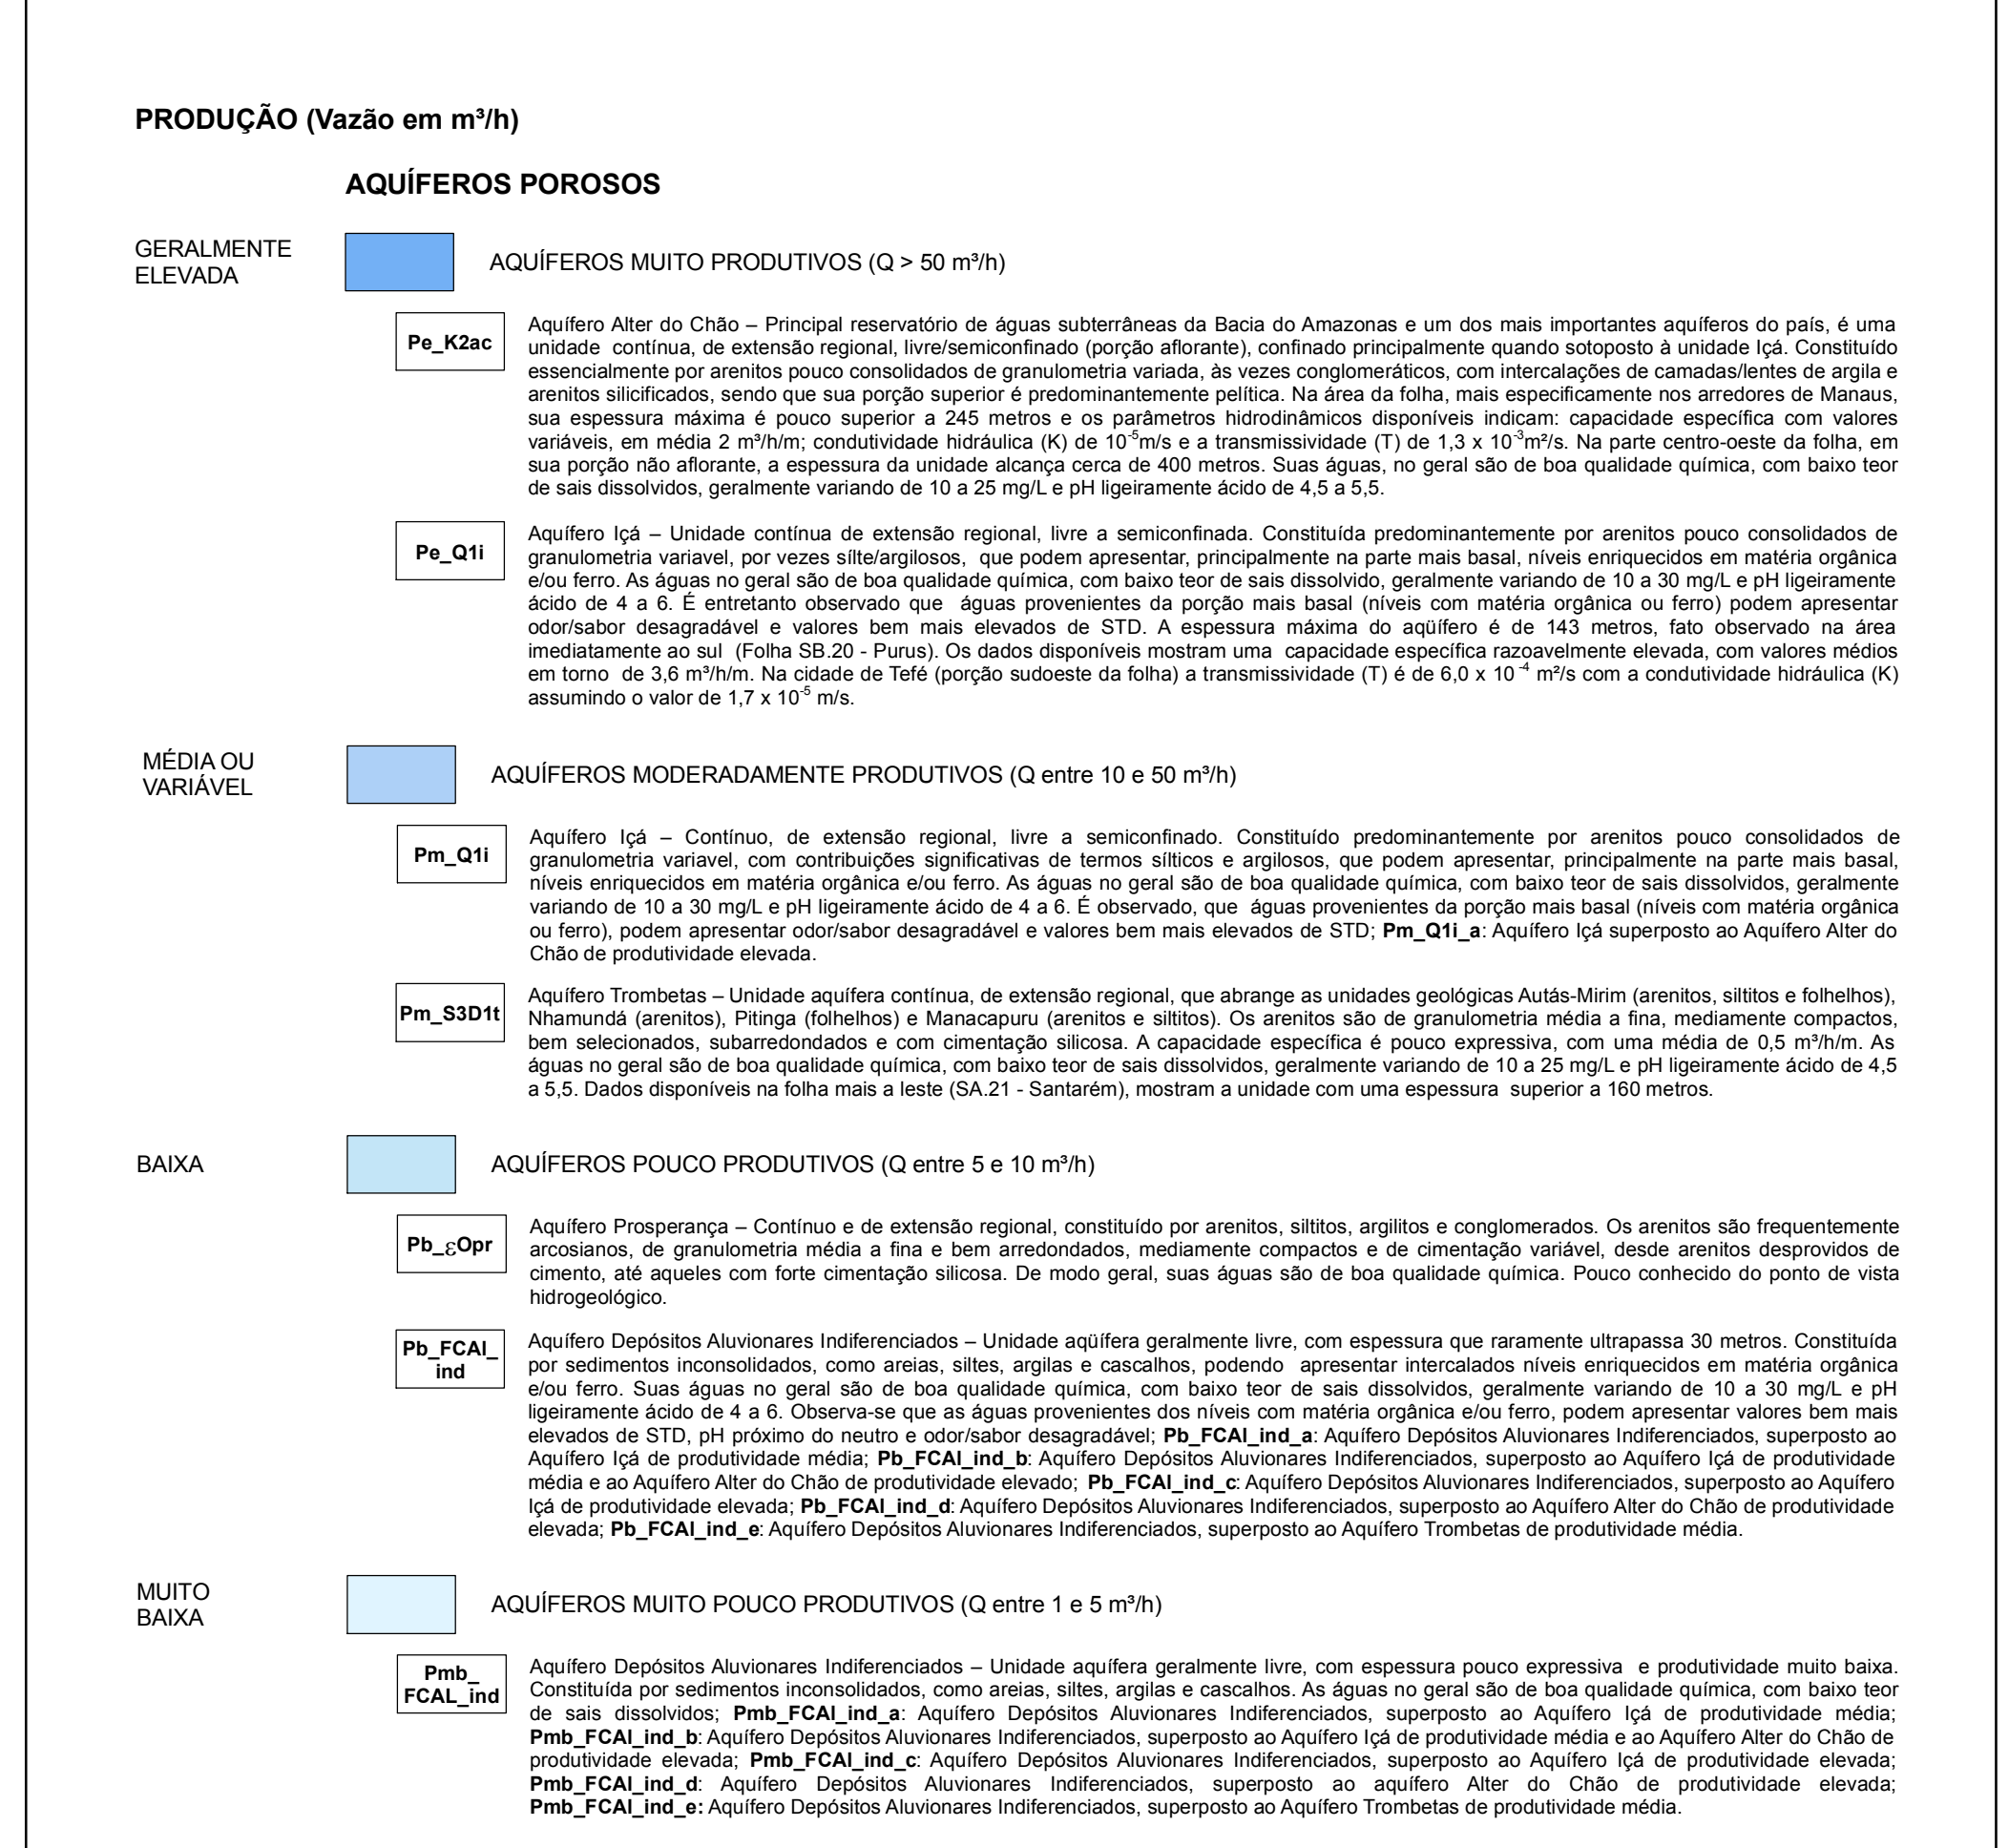 PRODUÇÃO (Vazão em m³/h)
AQUÍFEROS POROSOS
GERALMENTE
ELEVADA
AQUÍFEROS MUITO PRODUTIVOS (Q > 50 m³/h)
Pe_K2ac
Aquífero Alter do Chão – Principal reservatório de águas subterrâneas da Bacia do Amazonas e um dos mais importantes aquíferos do país, é uma
unidade contínua, de extensão regional, livre/semiconfinado (porção aflorante), confinado principalmente quando sotoposto à unidade Içá. Constituído
essencialmente por arenitos pouco consolidados de granulometria variada, às vezes conglomeráticos, com intercalações de camadas/lentes de argila e
arenitos silicificados, sendo que sua porção superior é predominantemente pelítica. Na área da folha, mais especificamente nos arredores de Manaus,
sua espessura máxima é pouco superior a 245 metros e os parâmetros hidrodinâmicos disponíveis indicam: capacidade específica com valores
variáveis, em média 2 m³/h/m; condutividade hidráulica (K) de 10⁻⁵m/s e a transmissividade (T) de 1,3 x 10⁻³m²/s. Na parte centro-oeste da folha, em
sua porção não aflorante, a espessura da unidade alcança cerca de 400 metros. Suas águas, no geral são de boa qualidade química, com baixo teor
de sais dissolvidos, geralmente variando de 10 a 25 mg/L e pH ligeiramente ácido de 4,5 a 5,5.
Pe_Q1i
Aquífero Içá – Unidade contínua de extensão regional, livre a semiconfinada. Constituída predominantemente por arenitos pouco consolidados de
granulometria variavel, por vezes sílte/argilosos, que podem apresentar, principalmente na parte mais basal, níveis enriquecidos em matéria orgânica
e/ou ferro. As águas no geral são de boa qualidade química, com baixo teor de sais dissolvido, geralmente variando de 10 a 30 mg/L e pH ligeiramente
ácido de 4 a 6. É entretanto observado que águas provenientes da porção mais basal (níveis com matéria orgânica ou ferro) podem apresentar
odor/sabor desagradável e valores bem mais elevados de STD. A espessura máxima do aqüífero é de 143 metros, fato observado na área
imediatamente ao sul (Folha SB.20 - Purus). Os dados disponíveis mostram uma capacidade específica razoavelmente elevada, com valores médios
em torno de 3,6 m³/h/m. Na cidade de Tefé (porção sudoeste da folha) a transmissividade (T) é de 6,0 x 10⁻⁴ m²/s com a condutividade hidráulica (K)
assumindo o valor de 1,7 x 10⁻⁵ m/s.
MÉDIA OU
VARIÁVEL
AQUÍFEROS MODERADAMENTE PRODUTIVOS (Q entre 10 e 50 m³/h)
Pm_Q1i
Aquífero Içá – Contínuo, de extensão regional, livre a semiconfinado. Constituído predominantemente por arenitos pouco consolidados de
granulometria variavel, com contribuições significativas de termos sílticos e argilosos, que podem apresentar, principalmente na parte mais basal,
níveis enriquecidos em matéria orgânica e/ou ferro. As águas no geral são de boa qualidade química, com baixo teor de sais dissolvidos, geralmente
variando de 10 a 30 mg/L e pH ligeiramente ácido de 4 a 6. É observado, que águas provenientes da porção mais basal (níveis com matéria orgânica
ou ferro), podem apresentar odor/sabor desagradável e valores bem mais elevados de STD; Pm_Q1i_a: Aquífero Içá superposto ao Aquífero Alter do
Chão de produtividade elevada.
Pm_S3D1t
Aquífero Trombetas – Unidade aquífera contínua, de extensão regional, que abrange as unidades geológicas Autás-Mirim (arenitos, siltitos e folhelhos),
Nhamundá (arenitos), Pitinga (folhelhos) e Manacapuru (arenitos e siltitos). Os arenitos são de granulometria média a fina, mediamente compactos,
bem selecionados, subarredondados e com cimentação silicosa. A capacidade específica é pouco expressiva, com uma média de 0,5 m³/h/m. As
águas no geral são de boa qualidade química, com baixo teor de sais dissolvidos, geralmente variando de 10 a 25 mg/L e pH ligeiramente ácido de 4,5
a 5,5. Dados disponíveis na folha mais a leste (SA.21 - Santarém), mostram a unidade com uma espessura superior a 160 metros.
BAIXA
AQUÍFEROS POUCO PRODUTIVOS (Q entre 5 e 10 m³/h)
Pb_εOpr
Aquífero Prosperança – Contínuo e de extensão regional, constituído por arenitos, siltitos, argilitos e conglomerados. Os arenitos são frequentemente
arcosianos, de granulometria média a fina e bem arredondados, mediamente compactos e de cimentação variável, desde arenitos desprovidos de
cimento, até aqueles com forte cimentação silicosa. De modo geral, suas águas são de boa qualidade química. Pouco conhecido do ponto de vista
hidrogeológico.
Pb_FCAl_
ind
Aquífero Depósitos Aluvionares Indiferenciados – Unidade aqüífera geralmente livre, com espessura que raramente ultrapassa 30 metros. Constituída
por sedimentos inconsolidados, como areias, siltes, argilas e cascalhos, podendo apresentar intercalados níveis enriquecidos em matéria orgânica
e/ou ferro. Suas águas no geral são de boa qualidade química, com baixo teor de sais dissolvidos, geralmente variando de 10 a 30 mg/L e pH
ligeiramente ácido de 4 a 6. Observa-se que as águas provenientes dos níveis com matéria orgânica e/ou ferro, podem apresentar valores bem mais
elevados de STD, pH próximo do neutro e odor/sabor desagradável; Pb_FCAl_ind_a: Aquífero Depósitos Aluvionares Indiferenciados, superposto ao
Aquífero Içá de produtividade média; Pb_FCAl_ind_b: Aquífero Depósitos Aluvionares Indiferenciados, superposto ao Aquífero Içá de produtividade
média e ao Aquífero Alter do Chão de produtividade elevado; Pb_FCAl_ind_c: Aquífero Depósitos Aluvionares Indiferenciados, superposto ao Aquífero
Içá de produtividade elevada; Pb_FCAl_ind_d: Aquífero Depósitos Aluvionares Indiferenciados, superposto ao Aquífero Alter do Chão de produtividade
elevada; Pb_FCAl_ind_e: Aquífero Depósitos Aluvionares Indiferenciados, superposto ao Aquífero Trombetas de produtividade média.
MUITO
BAIXA
AQUÍFEROS MUITO POUCO PRODUTIVOS (Q entre 1 e 5 m³/h)
Pmb_
FCAL_ind
Aquífero Depósitos Aluvionares Indiferenciados – Unidade aquífera geralmente livre, com espessura pouco expressiva e produtividade muito baixa.
Constituída por sedimentos inconsolidados, como areias, siltes, argilas e cascalhos. As águas no geral são de boa qualidade química, com baixo teor
de sais dissolvidos; Pmb_FCAl_ind_a: Aquífero Depósitos Aluvionares Indiferenciados, superposto ao Aquífero Içá de produtividade média;
Pmb_FCAl_ind_b: Aquífero Depósitos Aluvionares Indiferenciados, superposto ao Aquífero Içá de produtividade média e ao Aquífero Alter do Chão de
produtividade elevada; Pmb_FCAl_ind_c: Aquífero Depósitos Aluvionares Indiferenciados, superposto ao Aquífero Içá de produtividade elevada;
Pmb_FCAl_ind_d: Aquífero Depósitos Aluvionares Indiferenciados, superposto ao aquífero Alter do Chão de produtividade elevada;
Pmb_FCAl_ind_e: Aquífero Depósitos Aluvionares Indiferenciados, superposto ao Aquífero Trombetas de produtividade média.